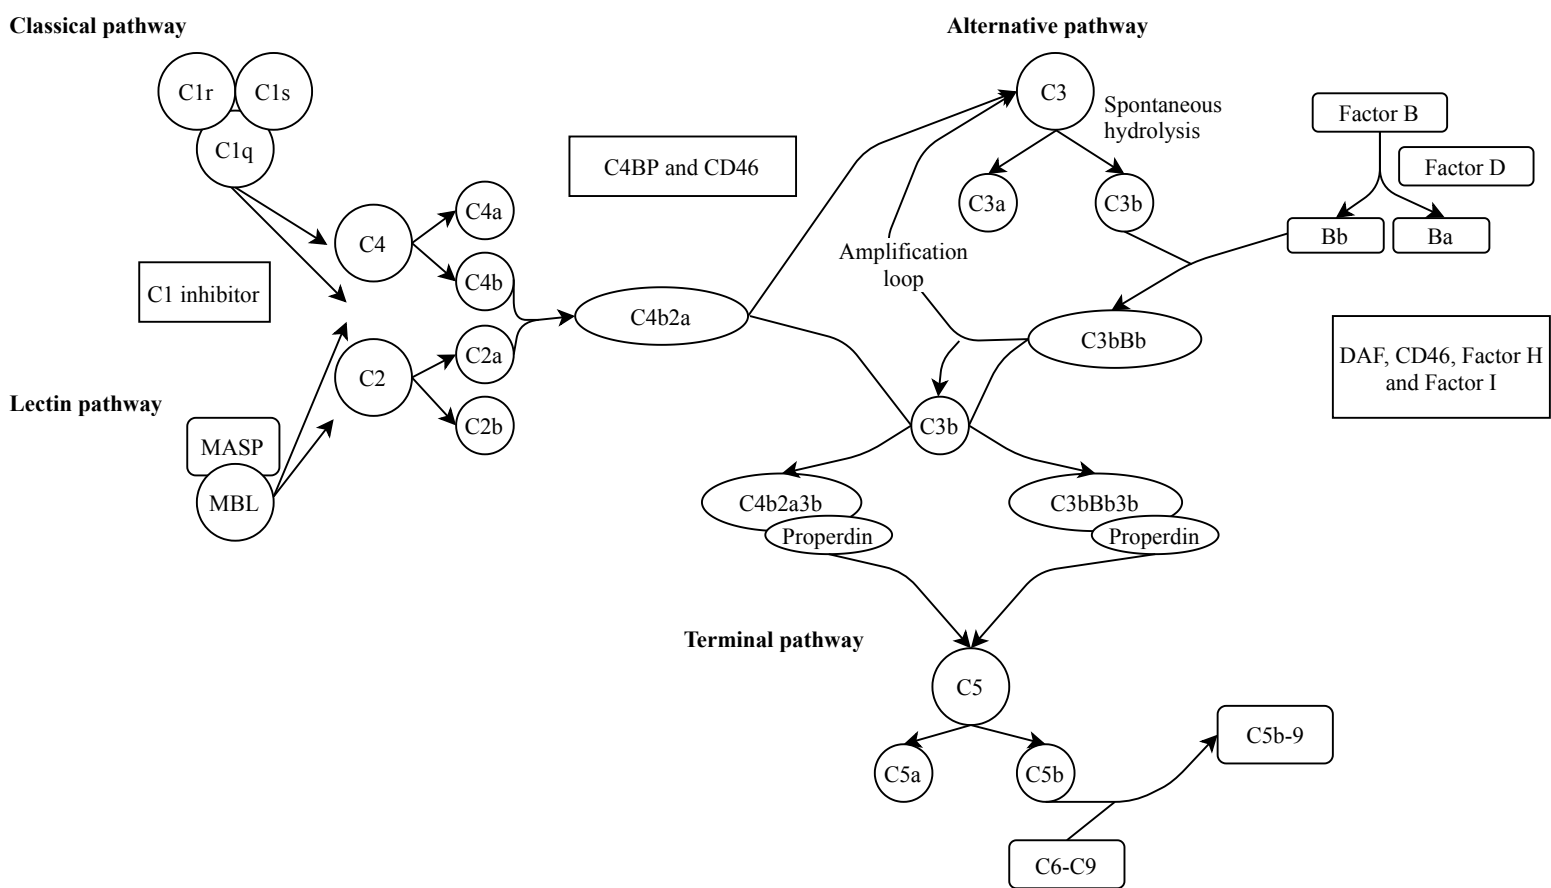 Classical pathway
Alternative pathway
C1r
C1s
C1q
C3
Spontaneous
hydrolysis
Factor B
Factor D
C4BP and CD46
C4
C4a
C4b
C3a
C3b
Bb
Ba
Amplification
loop
C1 inhibitor
C4b2a
C3bBb
DAF, CD46, Factor H
and Factor I
C2
C2a
C2b
Lectin pathway
MASP
MBL
C3b
C4b2a3b
Properdin
C3bBb3b
Properdin
Terminal pathway
C5
C5a
C5b
C5b-9
C6-C9